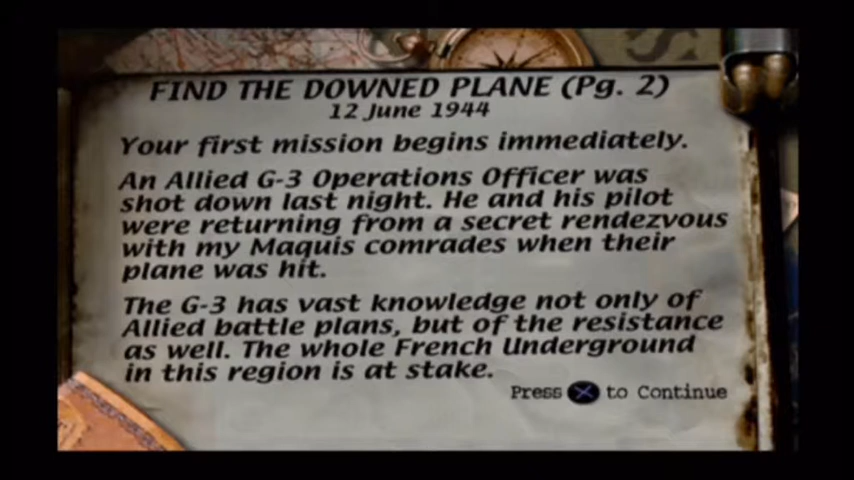 FIND THE DOWNED PLANE (Pg. 2)
12 June 1944
Your first mission begins immediately.
An Allied G-3 Operations Officer was
shot down last night. He and his pilot
were returning from a secret rendezvous
with my Maquis comrades when their
plane was hit.
The G-3 has vast knowledge not only of
Allied battle plans, but of the resistance
as well. The whole French Underground
in this region is at stake.
Press X to Continue